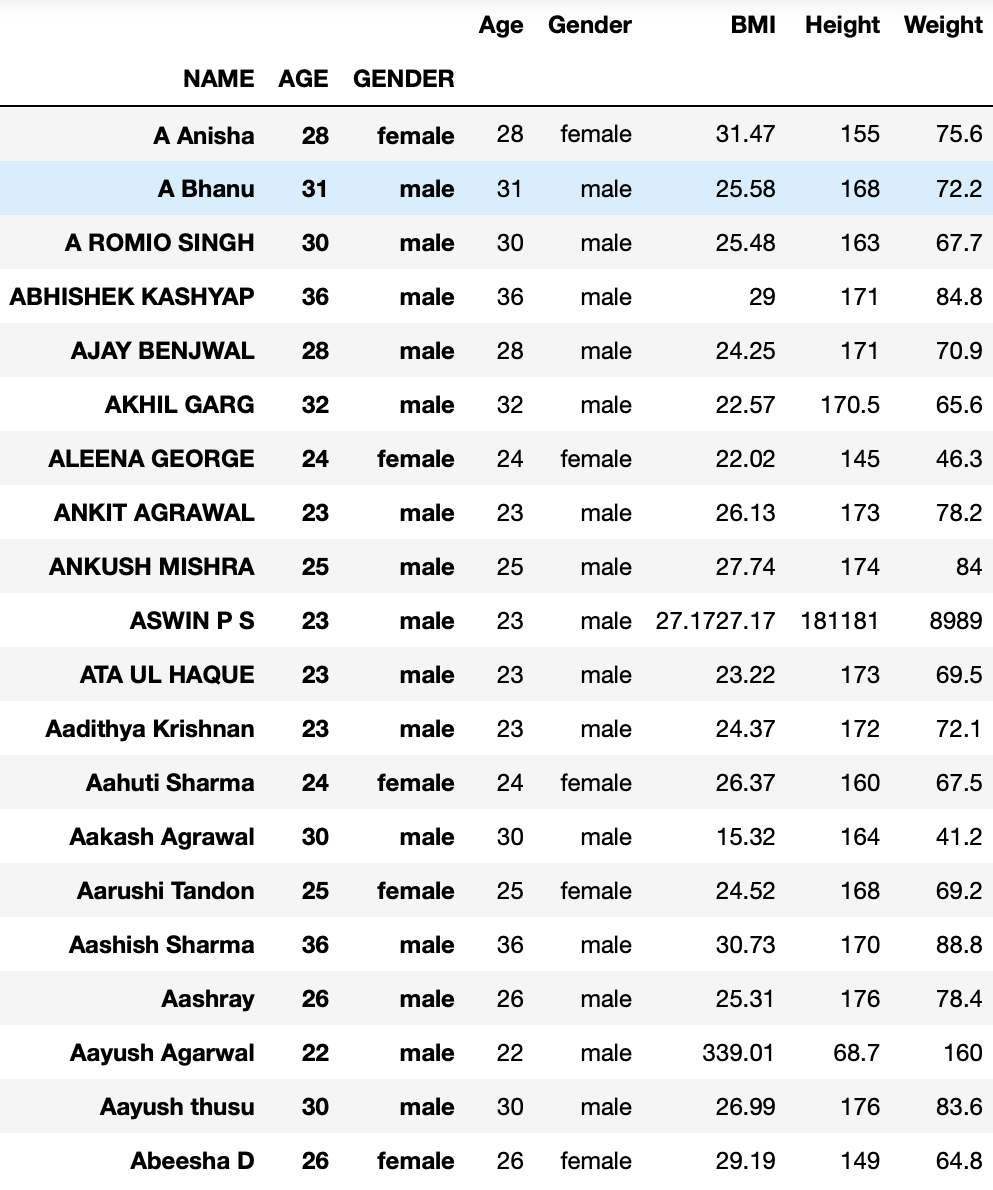 Age Gender BMI Height Weight
NAME AGE GENDER
A Anisha 28 female 28 female 31.47 155 75.6
A Bhanu 31 male 31 male 25.58 168 72.2
A ROMIO SINGH 30 male 30 male 25.48 163 67.7
ABHISHEK KASHYAP 36 male 36 male 29 171 84.8
AJAY BENJWAL 28 male 28 male 24.25 171 70.9
AKHIL GARG 32 male 32 male 22.57 170.5 65.6
ALEENA GEORGE 24 female 24 female 22.02 145 46.3
ANKIT AGRAWAL 23 male 23 male 26.13 173 78.2
ANKUSH MISHRA 25 male 25 male 27.74 174 84
ASWIN P S 23 male 23 male 27.1727.17 181181 8989
ATA UL HAQUE 23 male 23 male 23.22 173 69.5
Aadithya Krishnan 23 male 23 male 24.37 172 72.1
Aahuti Sharma 24 female 24 female 26.37 160 67.5
Aakash Agrawal 30 male 30 male 15.32 164 41.2
Aarushi Tandon 25 female 25 female 24.52 168 69.2
Aashish Sharma 36 male 36 male 30.73 170 88.8
Aashray 26 male 26 male 25.31 176 78.4
Aayush Agarwal 22 male 22 male 339.01 68.7 160
Aayush thusu 30 male 30 male 26.99 176 83.6
Abeesha D 26 female 26 female 29.19 149 64.8